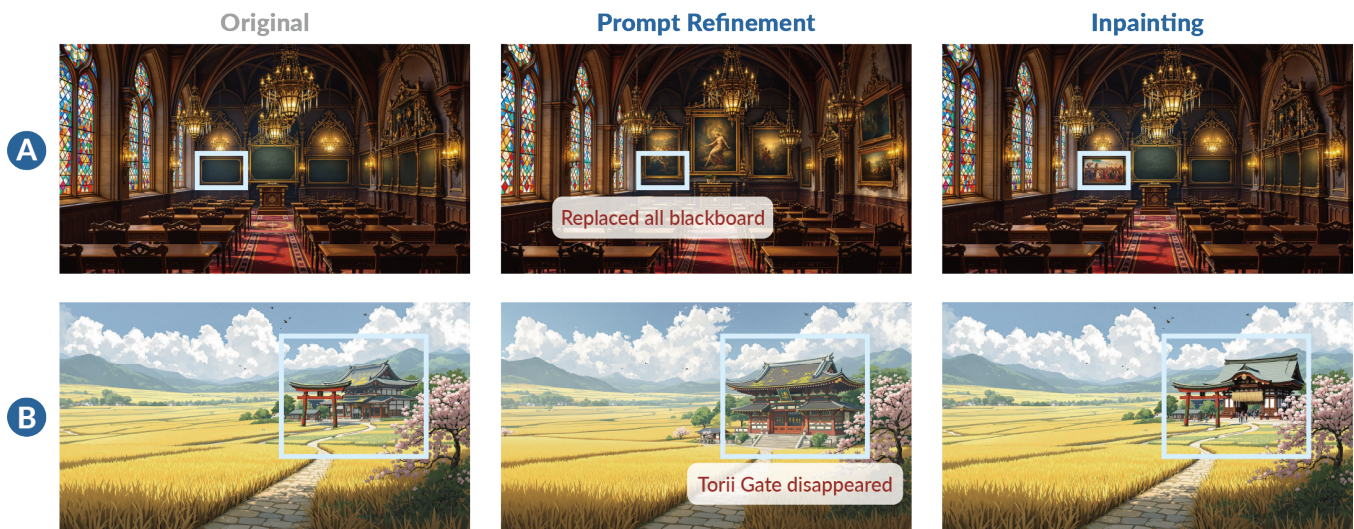 Original
Prompt Refinement
Inpainting
A
Replaced all blackboard
B
Torii Gate disappeared